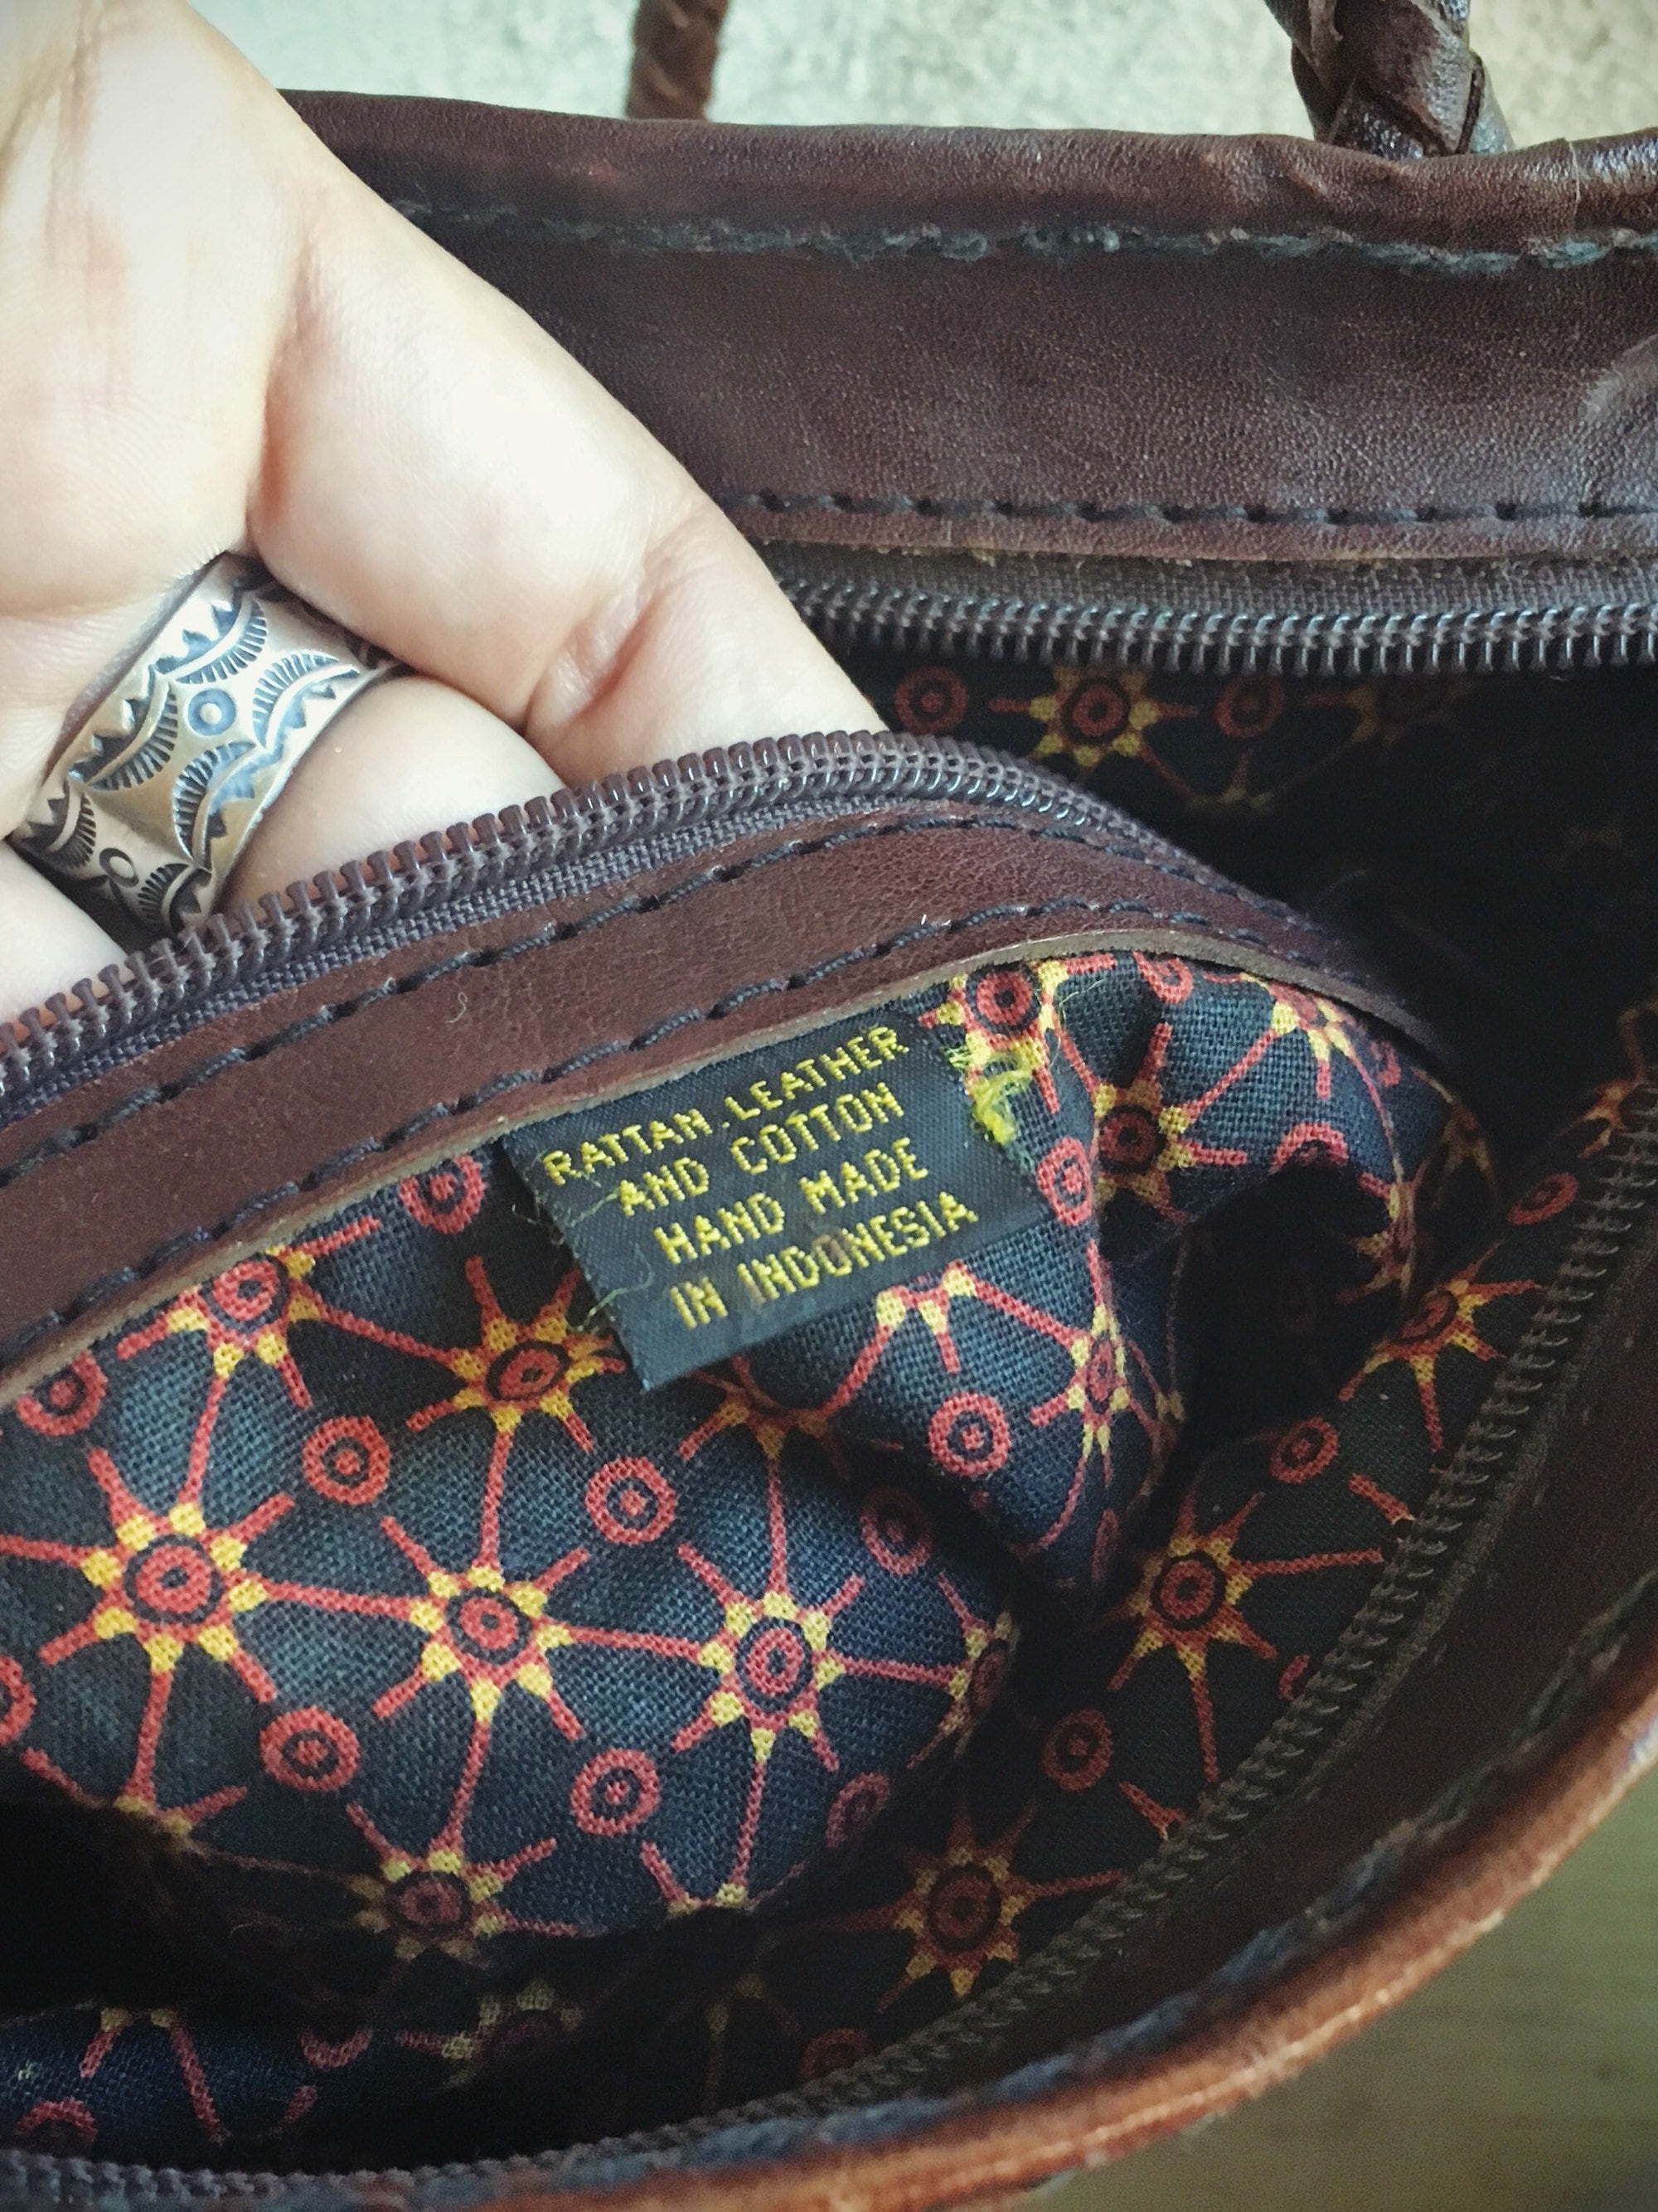 RATTAN.LEATHER
AND COTTON
HAND MADE
IN INDONESIA